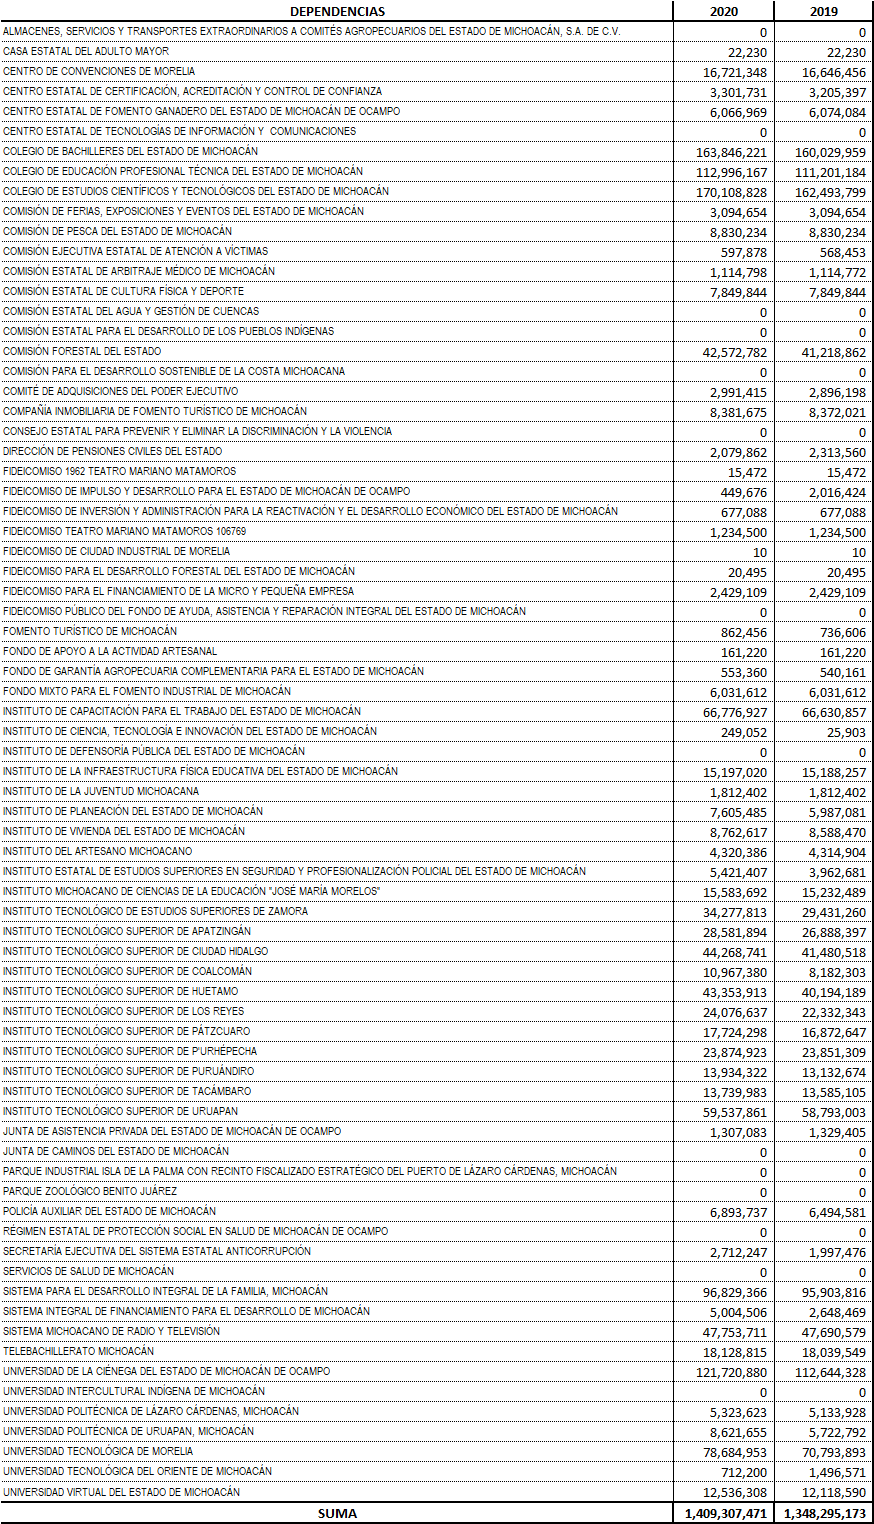 DEPENDENCIAS 2020 2019
ALMACENES, SERVICIOS Y TRANSPORTES EXTRAORDINARIOS A COMITÉS AGROPECUARIOS DEL ESTADO DE MICHOACÁN, S.A. DE C.V. 0 0
CASA ESTATAL DEL ADULTO MAYOR 22,230 22,230
CENTRO DE CONVENCIONES DE MORELIA 16,721,348 16,646,456
CENTRO ESTATAL DE CERTIFICACIÓN, ACREDITACIÓN Y CONTROL DE CONFIANZA 3,301,731 3,205,397
CENTRO ESTATAL DE FOMENTO GANADERO DEL ESTADO DE MICHOACÁN DE OCAMPO 6,066,969 6,074,084
CENTRO ESTATAL DE TECNOLOGÍAS DE INFORMACIÓN Y COMUNICACIONES 0 0
COLEGIO DE BACHILLERES DEL ESTADO DE MICHOACÁN 163,846,221 160,029,959
COLEGIO DE EDUCACIÓN PROFESIONAL TÉCNICA DEL ESTADO DE MICHOACÁN 112,996,167 111,201,184
COLEGIO DE ESTUDIOS CIENTÍFICOS Y TECNOLÓGICOS DEL ESTADO DE MICHOACÁN 170,108,828 162,493,799
COMISIÓN DE FERIAS, EXPOSICIONES Y EVENTOS DEL ESTADO DE MICHOACÁN 3,094,654 3,094,654
COMISIÓN DE PESCA DEL ESTADO DE MICHOACÁN 8,830,234 8,830,234
COMISIÓN EJECUTIVA ESTATAL DE ATENCIÓN A VÍCTIMAS 597,878 568,453
COMISIÓN ESTATAL DE ARBITRAJE MÉDICO DE MICHOACÁN 1,114,798 1,114,772
COMISIÓN ESTATAL DE CULTURA FÍSICA Y DEPORTE 7,849,844 7,849,844
COMISIÓN ESTATAL DEL AGUA Y GESTIÓN DE CUENCAS 0 0
COMISIÓN ESTATAL PARA EL DESARROLLO DE LOS PUEBLOS INDÍGENAS 0 0
COMISIÓN FORESTAL DEL ESTADO 42,572,782 41,218,862
COMISIÓN PARA EL DESARROLLO SOSTENIBLE DE LA COSTA MICHOACANA 0 0
COMITÉ DE ADQUISICIONES DEL PODER EJECUTIVO 2,991,415 2,896,198
COMPAÑÍA INMOBILIARIA DE FOMENTO TURÍSTICO DE MICHOACÁN 8,381,675 8,372,021
CONSEJO ESTATAL PARA PREVENIR Y ELIMINAR LA DISCRIMINACIÓN Y LA VIOLENCIA 0 0
DIRECCIÓN DE PENSIONES CIVILES DEL ESTADO 2,079,862 2,313,560
FIDEICOMISO 1962 TEATRO MARIANO MATAMOROS 15,472 15,472
FIDEICOMISO DE IMPULSO Y DESARROLLO PARA EL ESTADO DE MICHOACÁN DE OCAMPO 449,676 2,016,424
FIDEICOMISO DE INVERSIÓN Y ADMINISTRACIÓN PARA LA REACTIVACIÓN Y EL DESARROLLO ECONÓMICO DEL ESTADO DE MICHOACÁN 677,088 677,088
FIDEICOMISO TEATRO MARIANO MATAMOROS 106769 1,234,500 1,234,500
FIDEICOMISO DE CIUDAD INDUSTRIAL DE MORELIA 10 10
FIDEICOMISO PARA EL DESARROLLO FORESTAL DEL ESTADO DE MICHOACÁN 20,495 20,495
FIDEICOMISO PARA EL FINANCIAMIENTO DE LA MICRO Y PEQUEÑA EMPRESA 2,429,109 2,429,109
FIDEICOMISO PÚBLICO DEL FONDO DE AYUDA, ASISTENCIA Y REPARACIÓN INTEGRAL DEL ESTADO DE MICHOACÁN 0 0
FOMENTO TURÍSTICO DE MICHOACÁN 862,456 736,606
FONDO DE APOYO A LA ACTIVIDAD ARTESANAL 161,220 161,220
FONDO DE GARANTÍA AGROPECUARIA COMPLEMENTARIA PARA EL ESTADO DE MICHOACÁN 553,360 540,161
FONDO MIXTO PARA EL FOMENTO INDUSTRIAL DE MICHOACÁN 6,031,612 6,031,612
INSTITUTO DE CAPACITACIÓN PARA EL TRABAJO DEL ESTADO DE MICHOACÁN 66,776,927 66,630,857
INSTITUTO DE CIENCIA, TECNOLOGÍA E INNOVACIÓN DEL ESTADO DE MICHOACÁN 249,052 25,903
INSTITUTO DE DEFENSORÍA PÚBLICA DEL ESTADO DE MICHOACÁN 0 0
INSTITUTO DE LA INFRAESTRUCTURA FÍSICA EDUCATIVA DEL ESTADO DE MICHOACÁN 15,197,020 15,188,257
INSTITUTO DE LA JUVENTUD MICHOACANA 1,812,402 1,812,402
INSTITUTO DE PLANEACIÓN DEL ESTADO DE MICHOACÁN 7,605,485 5,987,081
INSTITUTO DE VIVIENDA DEL ESTADO DE MICHOACÁN 8,762,617 8,588,470
INSTITUTO DEL ARTESANO MICHOACANO 4,320,386 4,314,904
INSTITUTO ESTATAL DE ESTUDIOS SUPERIORES EN SEGURIDAD Y PROFESIONALIZACIÓN POLICIAL DEL ESTADO DE MICHOACÁN 5,421,407 3,962,681
INSTITUTO MICHOACANO DE CIENCIAS DE LA EDUCACIÓN "JOSÉ MARÍA MORELOS" 15,583,692 15,232,489
INSTITUTO TECNOLÓGICO DE ESTUDIOS SUPERIORES DE ZAMORA 34,277,813 29,431,260
INSTITUTO TECNOLÓGICO SUPERIOR DE APATZINGÁN 28,581,894 26,888,397
INSTITUTO TECNOLÓGICO SUPERIOR DE CIUDAD HIDALGO 44,268,741 41,480,518
INSTITUTO TECNOLÓGICO SUPERIOR DE COALCOMÁN 10,967,380 8,182,303
INSTITUTO TECNOLÓGICO SUPERIOR DE HUETAMO 43,353,913 40,194,189
INSTITUTO TECNOLÓGICO SUPERIOR DE LOS REYES 24,076,637 22,332,343
INSTITUTO TECNOLÓGICO SUPERIOR DE PÁTZCUARO 17,724,298 16,872,647
INSTITUTO TECNOLÓGICO SUPERIOR DE P'URHÉPECHA 23,874,923 23,851,309
INSTITUTO TECNOLÓGICO SUPERIOR DE PURUÁNDIRO 13,934,322 13,132,674
INSTITUTO TECNOLÓGICO SUPERIOR DE TACÁMBARO 13,739,983 13,585,105
INSTITUTO TECNOLÓGICO SUPERIOR DE URUAPAN 59,537,861 58,793,003
JUNTA DE ASISTENCIA PRIVADA DEL ESTADO DE MICHOACÁN DE OCAMPO 1,307,083 1,329,405
JUNTA DE CAMINOS DEL ESTADO DE MICHOACÁN 0 0
PARQUE INDUSTRIAL ISLA DE LA PALMA CON RECINTO FISCALIZADO ESTRATÉGICO DEL PUERTO DE LÁZARO CÁRDENAS, MICHOACÁN 0 0
PARQUE ZOOLÓGICO BENITO JUÁREZ 0 0
POLICÍA AUXILIAR DEL ESTADO DE MICHOACÁN 6,893,737 6,494,581
RÉGIMEN ESTATAL DE PROTECCIÓN SOCIAL EN SALUD DE MICHOACÁN DE OCAMPO 0 0
SECRETARÍA EJECUTIVA DEL SISTEMA ESTATAL ANTICORRUPCIÓN 2,712,247 1,997,476
SERVICIOS DE SALUD DE MICHOACÁN 0 0
SISTEMA PARA EL DESARROLLO INTEGRAL DE LA FAMILIA, MICHOACÁN 96,829,366 95,903,816
SISTEMA INTEGRAL DE FINANCIAMIENTO PARA EL DESARROLLO DE MICHOACÁN 5,004,506 2,648,469
SISTEMA MICHOACANO DE RADIO Y TELEVISIÓN 47,753,711 47,690,579
TELEBACHILLERATO MICHOACÁN 18,128,815 18,039,549
UNIVERSIDAD DE LA CIÉNEGA DEL ESTADO DE MICHOACÁN DE OCAMPO 121,720,880 112,644,328
UNIVERSIDAD INTERCULTURAL INDÍGENA DE MICHOACÁN 0 0
UNIVERSIDAD POLITÉCNICA DE LÁZARO CÁRDENAS, MICHOACÁN 5,323,623 5,133,928
UNIVERSIDAD POLITÉCNICA DE URUAPAN, MICHOACÁN 8,621,655 5,722,792
UNIVERSIDAD TECNOLÓGICA DE MORELIA 78,684,953 70,793,893
UNIVERSIDAD TECNOLÓGICA DEL ORIENTE DE MICHOACÁN 712,200 1,496,571
UNIVERSIDAD VIRTUAL DEL ESTADO DE MICHOACÁN 12,536,308 12,118,590
SUMA 1,409,307,471 1,348,295,173